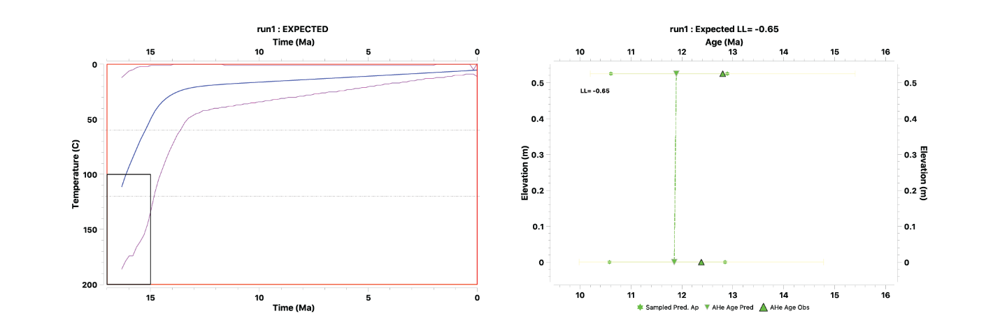 run1 : EXPECTED
Time (Ma)
15 10 5 0
Temperature (C)
0
50
100
150
200
15 10 5 0
Time (Ma)
run1 : Expected LL= -0.65
Age (Ma)
10 11 12 13 14 15 16
Elevation (m)
0.5
0.4
0.3
0.2
0.1
0
LL= -0.65
0.5
0.4
0.3
0.2
0.1
0
Elevation (m)
10 11 12 13 14 15 16
Sampled Pred. Ap AHe Age Pred AHe Age Obs